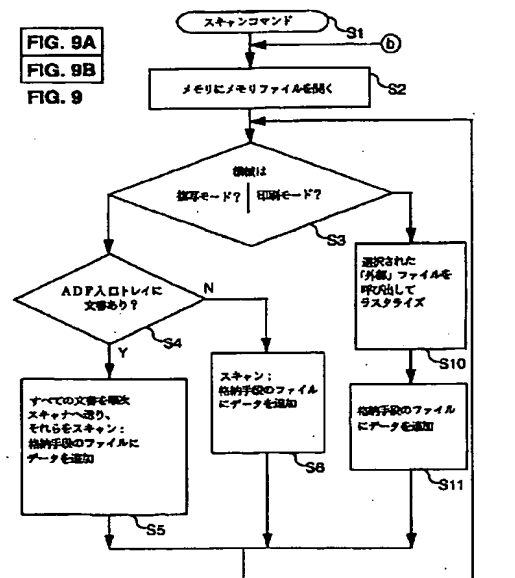 スキャンコマンド
S1
b
FIG. 9A
FIG. 9B
FIG. 9
メモリにメモリファイルを開く
S2
機械は
複写モード？ 印刷モード？
S3
ADF入口トレイに
文書あり？
N
S4
Y
選択された
「外部」ファイルを
呼び出して
ラスタライズ
S10
すべての文書を順次
スキャナへ送り、
それらをスキャン：
格納手段のファイルに
データを追加
S5
スキャン：
格納手段のファイル
にデータを追加
S6
格納手段のファイル
にデータを追加
S11